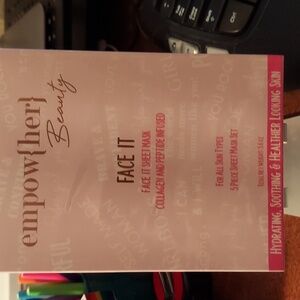 empow{her}
Beauty
FACE IT
FACE IT SHEET MASK
COLLAGEN AND PEPTIDE INFUSED
FOR ALL SKIN TYPES
5 PIECE SHEET MASK SET
HYDRATING, SOOTHING & HEALTHIER LOOKING SKIN